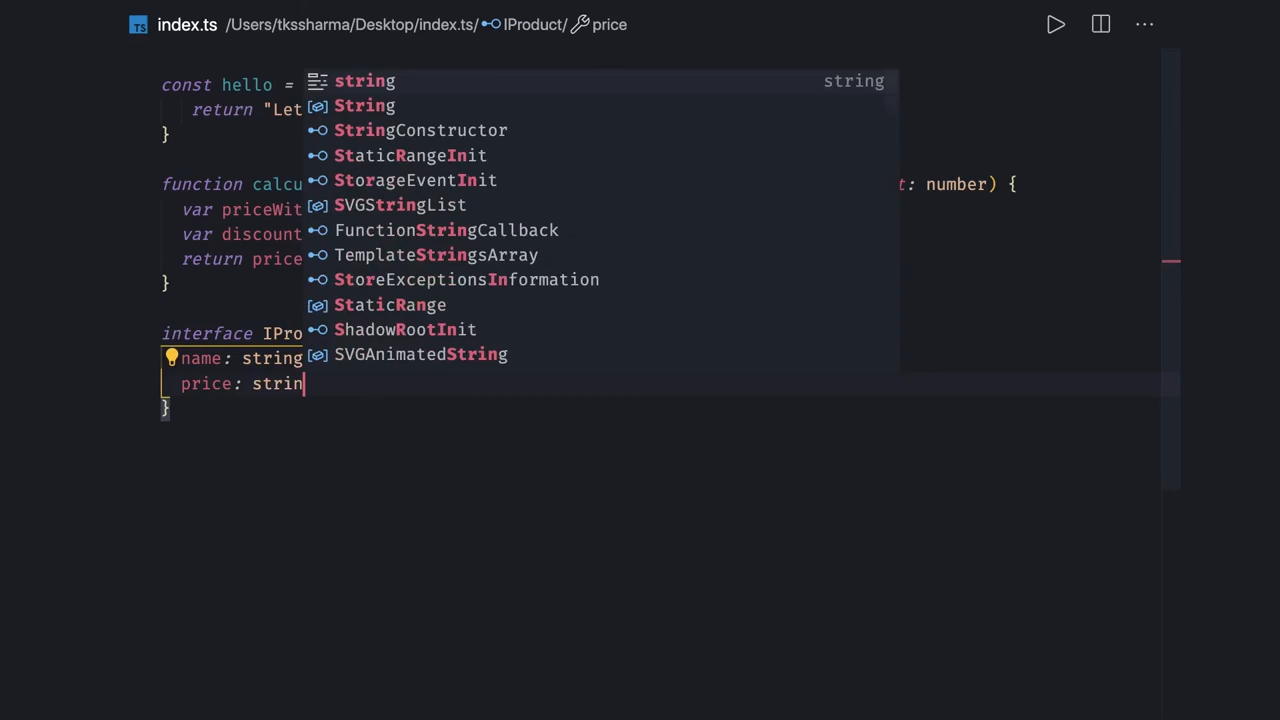 TS index.ts /Users/tkssharma/Desktop/index.ts/ IProduct/ price
const hello =
return "Let
}
function calcu t: number) {
var priceWit
var discount
return price
}
interface IPro
name: string
price: strin
}
string string
String
StringConstructor
StaticRangeInit
StorageEventInit
SVGStringList
FunctionStringCallback
TemplateStringsArray
StoreExceptionsInformation
StaticRange
ShadowRootInit
SVGAnimatedString